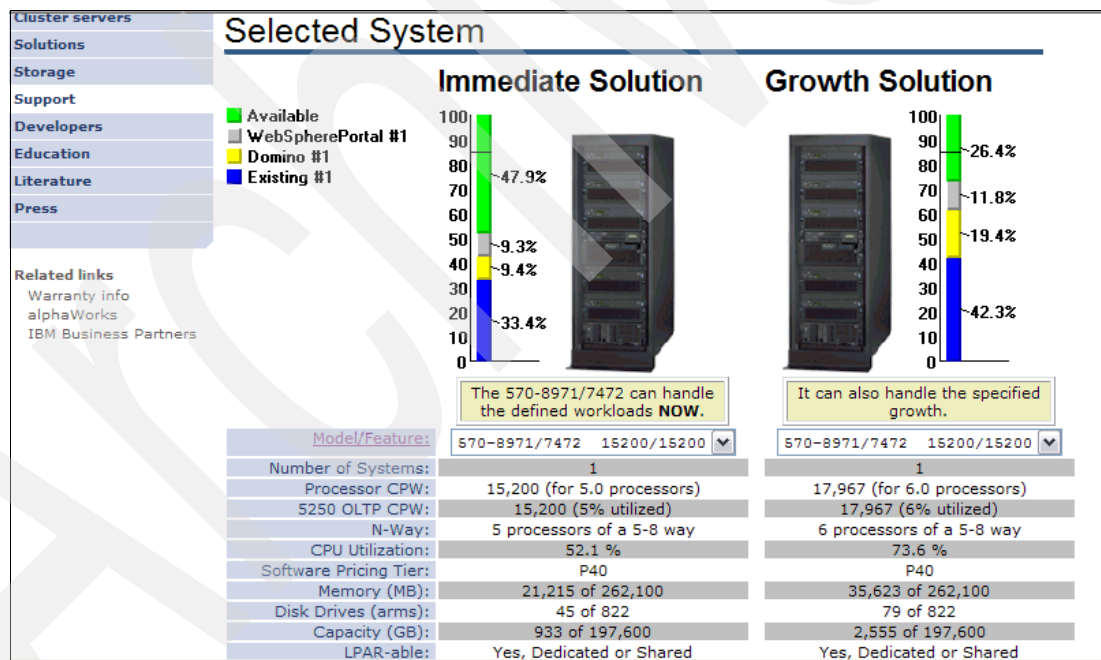 Cluster servers
Solutions
Storage
Support
Developers
Education
Literature
Press
Related links
Warranty info
alphaWorks
IBM Business Partners
Selected System
Immediate Solution
Growth Solution
Available
WebSpherePortal #1
Domino #1
Existing #1
100
90
80
70
60
50
40
30
20
10
0
47.9%
9.3%
9.4%
33.4%
100
90
80
70
60
50
40
30
20
10
0
26.4%
11.8%
19.4%
42.3%
The 570-8971/7472 can handle
the defined workloads NOW.
It can also handle the specified
growth.
Model/Feature: 570-8971/7472 15200/15200 570-8971/7472 15200/15200
Number of Systems: 1 1
Processor CPW: 15,200 (for 5.0 processors) 17,967 (for 6.0 processors)
5250 OLTP CPW: 15,200 (5% utilized) 17,967 (6% utilized)
N-Way: 5 processors of a 5-8 way 6 processors of a 5-8 way
CPU Utilization: 52.1 % 73.6 %
Software Pricing Tier: P40 P40
Memory (MB): 21,215 of 262,100 35,623 of 262,100
Disk Drives (arms): 45 of 822 79 of 822
Capacity (GB): 933 of 197,600 2,555 of 197,600
LPAR-able: Yes, Dedicated or Shared Yes, Dedicated or Shared